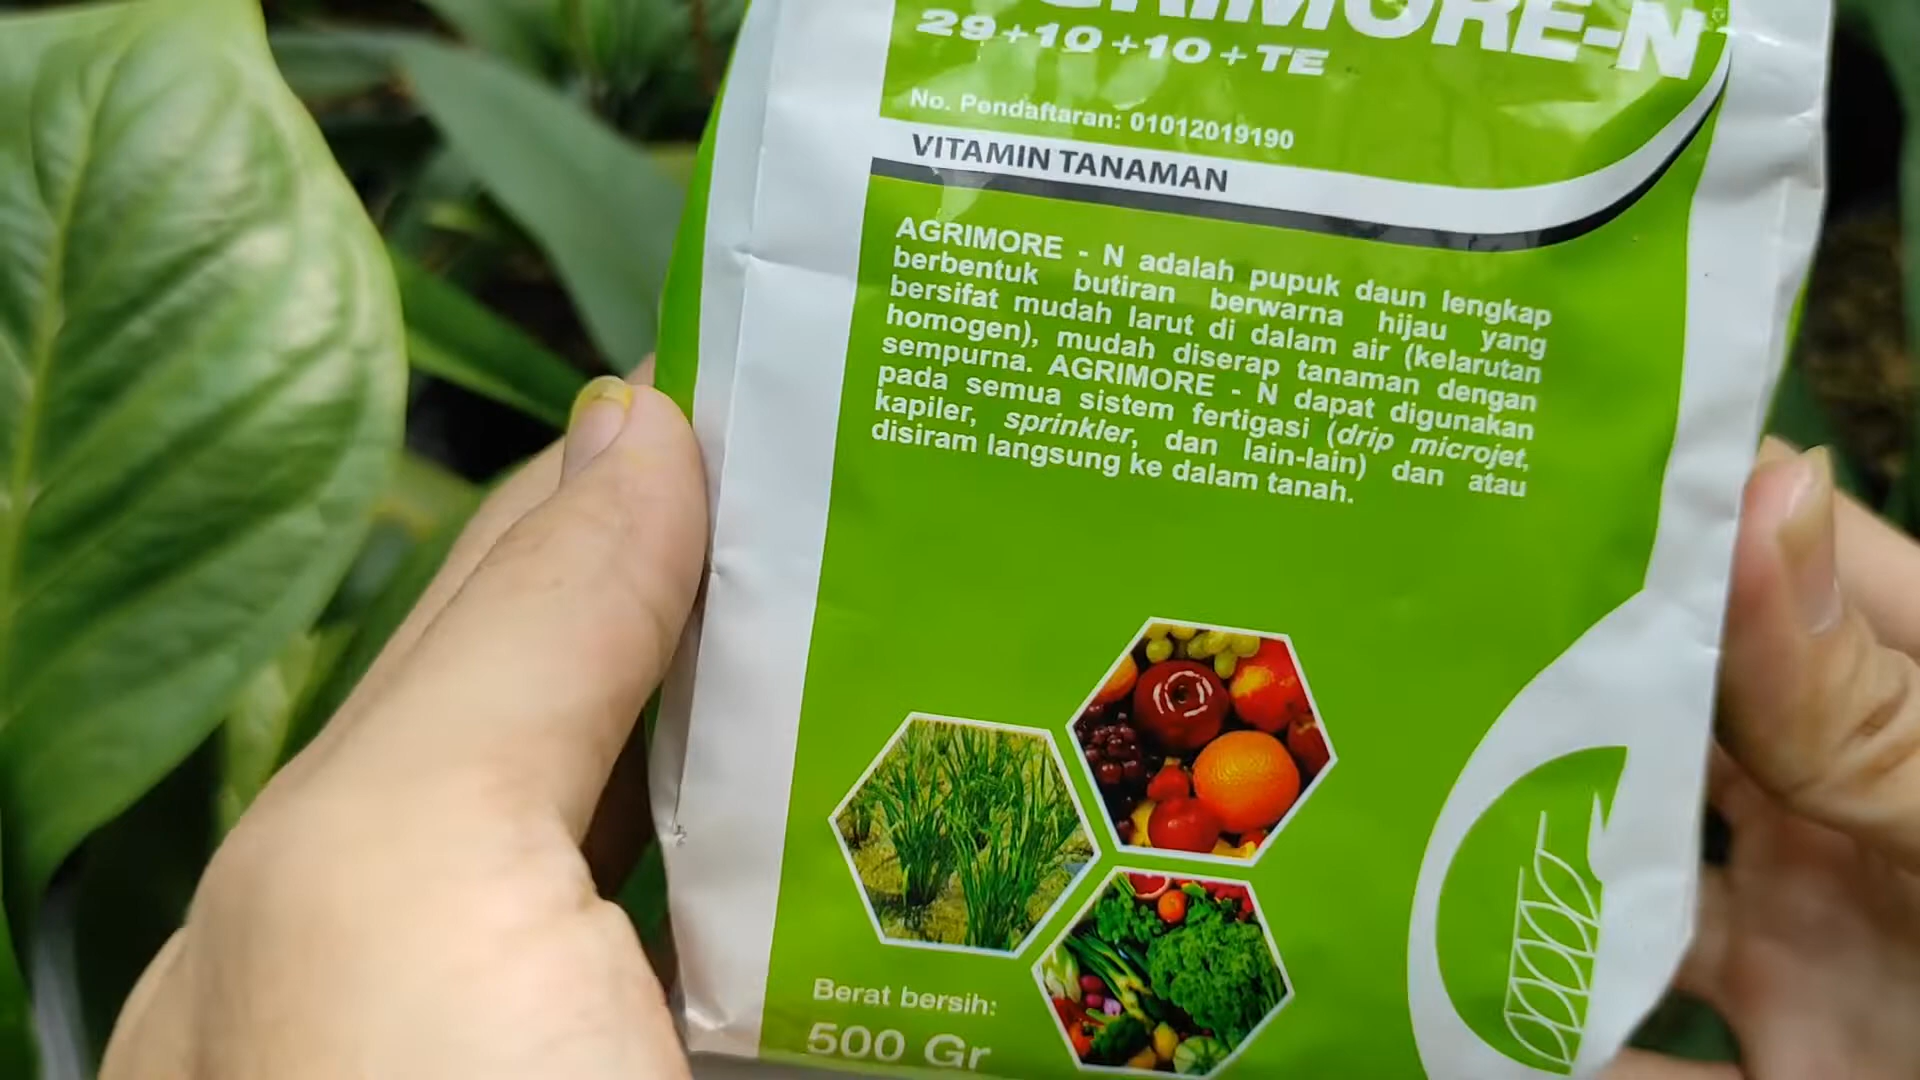 29+10+10+TE
No. Pendaftaran: 01012019190
VITAMIN TANAMAN
AGRIMORE - N adalah pupuk daun lengkap
berbentuk butiran berwarna hijau yang
bersifat mudah larut di dalam air (kelarutan
homogen), mudah diserap tanaman dengan
sempurna. AGRIMORE - N dapat digunakan
pada semua sistem fertigasi (drip microjet,
kapiler, sprinkler, dan lain-lain) dan atau
disiram langsung ke dalam tanah.
Berat bersih:
500 Gr